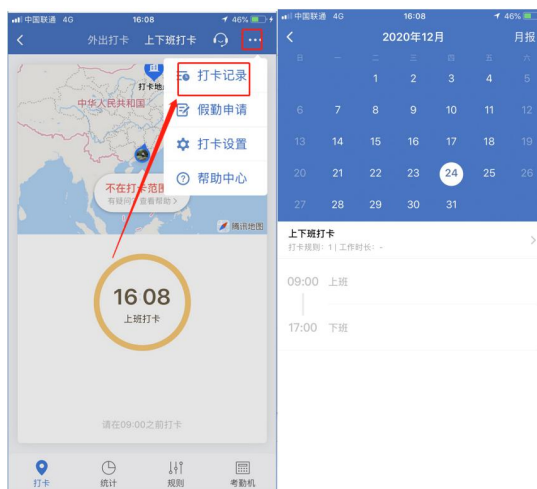 中国联通 4G 16:08 46%
外出打卡 上下班打卡
打卡记录
假勤申请
打卡设置
帮助中心
中华人民共和国
不在打卡范围
有疑问 查看帮助 >
腾讯地图
16 08
上班打卡
请在09:00之前打卡
打卡 统计 规则 考勤机
中国联通 4G 16:08 46%
2020年12月 月报
日 一 二 三 四 五 六
1 2 3 4 5
6 7 8 9 10 11 12
13 14 15 16 17 18 19
20 21 22 23 24 25 26
27 28 29 30 31
上下班打卡
打卡规则：1 | 工作时长：-
09:00 上班
17:00 下班